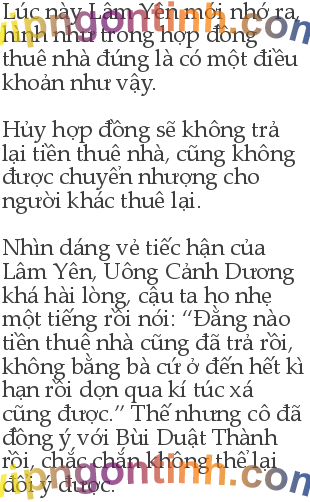 Lúc này Lâm Yên mới nhớ ra,
hình như trong hợp đồng
thuê nhà đúng là có một điều
khoản như vậy.
Hủy hợp đồng sẽ không trả
lại tiền thuê nhà, cũng không
được chuyển nhượng cho
người khác thuê lại.
Nhìn dáng vẻ tiếc hận của
Lâm Yên, Uông Cảnh Dương
khá hài lòng, cậu ta ho nhẹ
một tiếng rồi nói: “Đằng nào
tiền thuê nhà cũng đã trả rồi,
không bằng bà cứ ở đến hết kì
hạn rồi dọn qua kí túc xá
cũng được.” Thế nhưng cô đã
đồng ý với Bùi Duật Thành
rồi, chắc chắn không thể lại
đổi ý được.
vipngontinh.com
vipngontinh.com